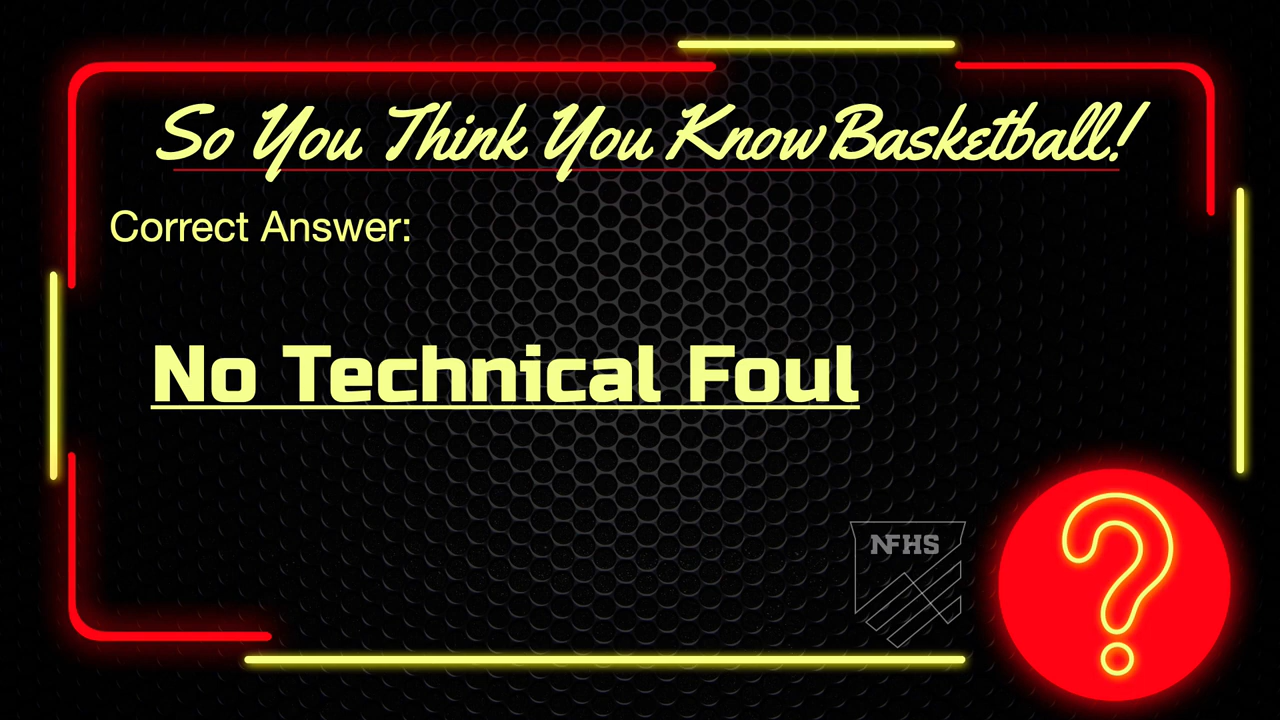 So You Think You Know Basketball!
Correct Answer:
No Technical Foul
NFHS
?